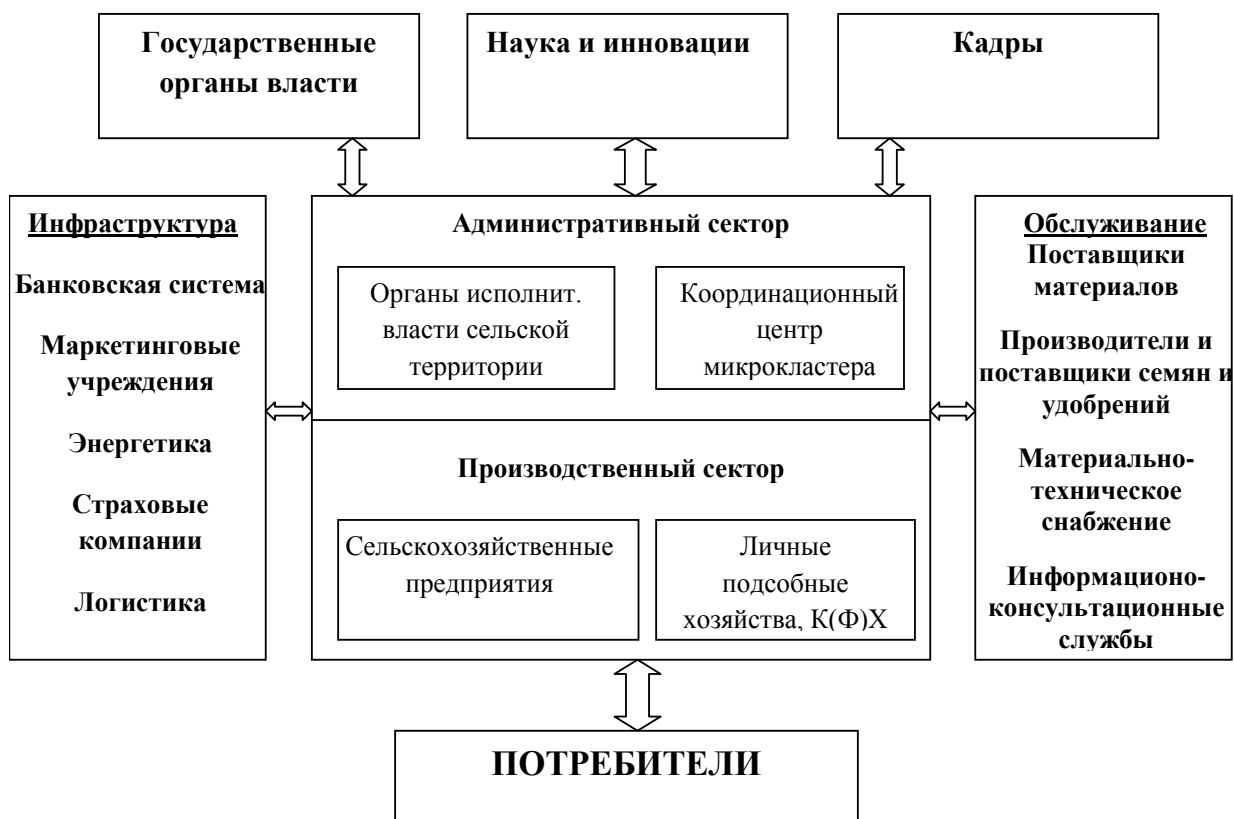 Государственные
органы власти
Наука и инновации
Кадры
Инфраструктура
Банковская система
Маркетинговые
учреждения
Энергетика
Страховые
компании
Логистика
Административный сектор
Органы исполнит.
власти сельской
территории
Координационный
центр
микрокластера
Производственный сектор
Сельскохозяйственные
предприятия
Личные
подсобные
хозяйства, К(Ф)Х
Обслуживание
Поставщики
материалов
Производители и
поставщики семян и
удобрений
Материально-
техническое
снабжение
Информационо-
консультационные
службы
ПОТРЕБИТЕЛИ